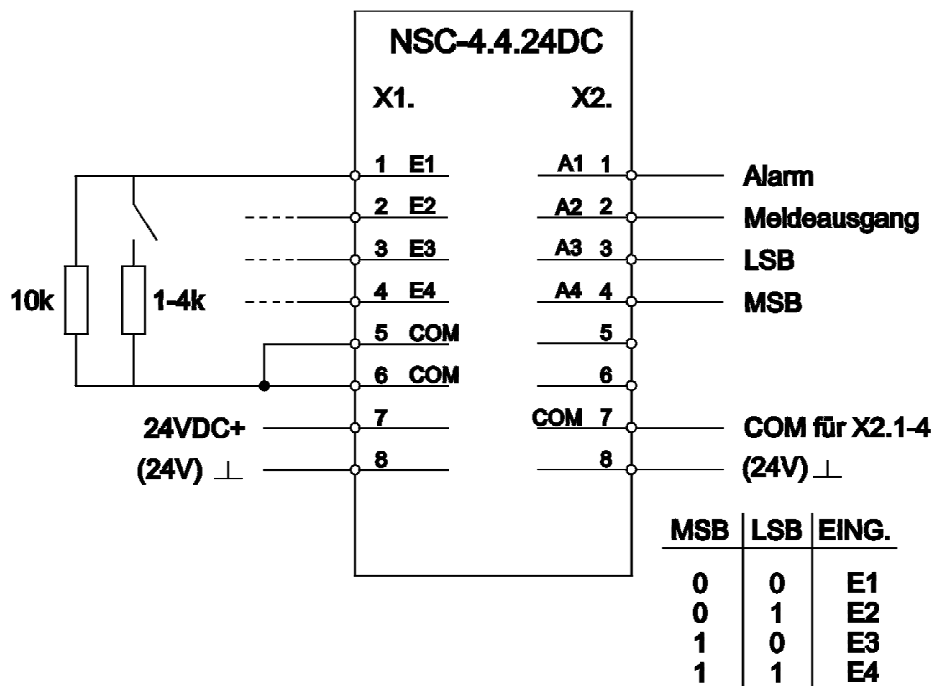 NSC-4.4.24DC
X1. X2.
1 E1 A1 1 Alarm
2 E2 A2 2 Meldeausgang
3 E3 A3 3 LSB
10k 1-4k 4 E4 A4 4 MSB
5 COM 5
6 COM 6
24VDC+ 7 COM 7 COM für X2.1-4
(24V) ⊥ 8 8 (24V) ⊥
MSB LSB EING.
0 0 E1
0 1 E2
1 0 E3
1 1 E4